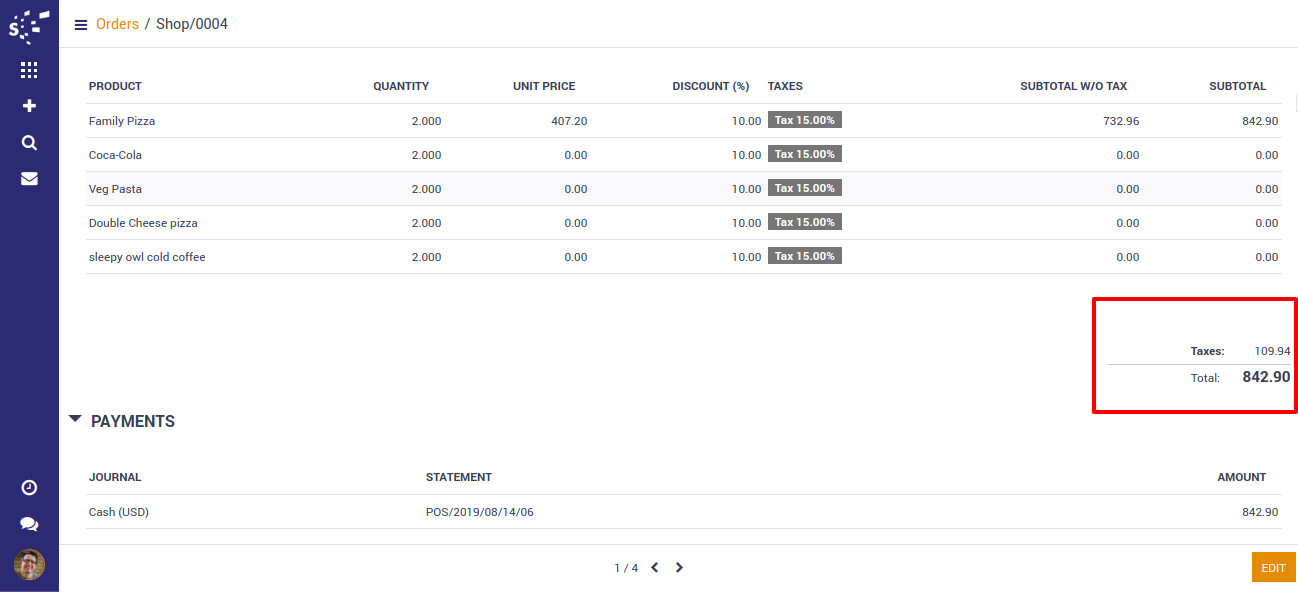 S
Orders / Shop/0004
PRODUCT QUANTITY UNIT PRICE DISCOUNT (%) TAXES SUBTOTAL W/O TAX SUBTOTAL
Family Pizza 2.000 407.20 10.00 Tax 15.00% 732.96 842.90
Coca-Cola 2.000 0.00 10.00 Tax 15.00% 0.00 0.00
Veg Pasta 2.000 0.00 10.00 Tax 15.00% 0.00 0.00
Double Cheese pizza 2.000 0.00 10.00 Tax 15.00% 0.00 0.00
sleepy owl cold coffee 2.000 0.00 10.00 Tax 15.00% 0.00 0.00
Taxes: 109.94
Total: 842.90
PAYMENTS
JOURNAL STATEMENT AMOUNT
Cash (USD) POS/2019/08/14/06 842.90
1 / 4
EDIT